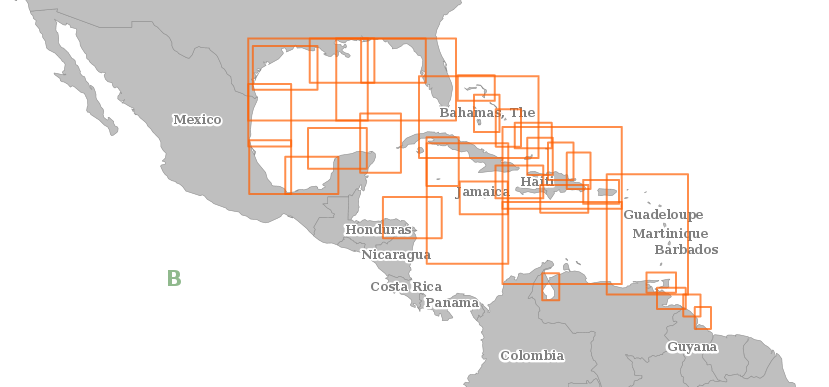 Bahamas, The
Mexico
Haiti
Jamaica
Guadeloupe
Honduras
Martinique
Barbados
Nicaragua
B
Costa Rica
Panama
Guyana
Colombia